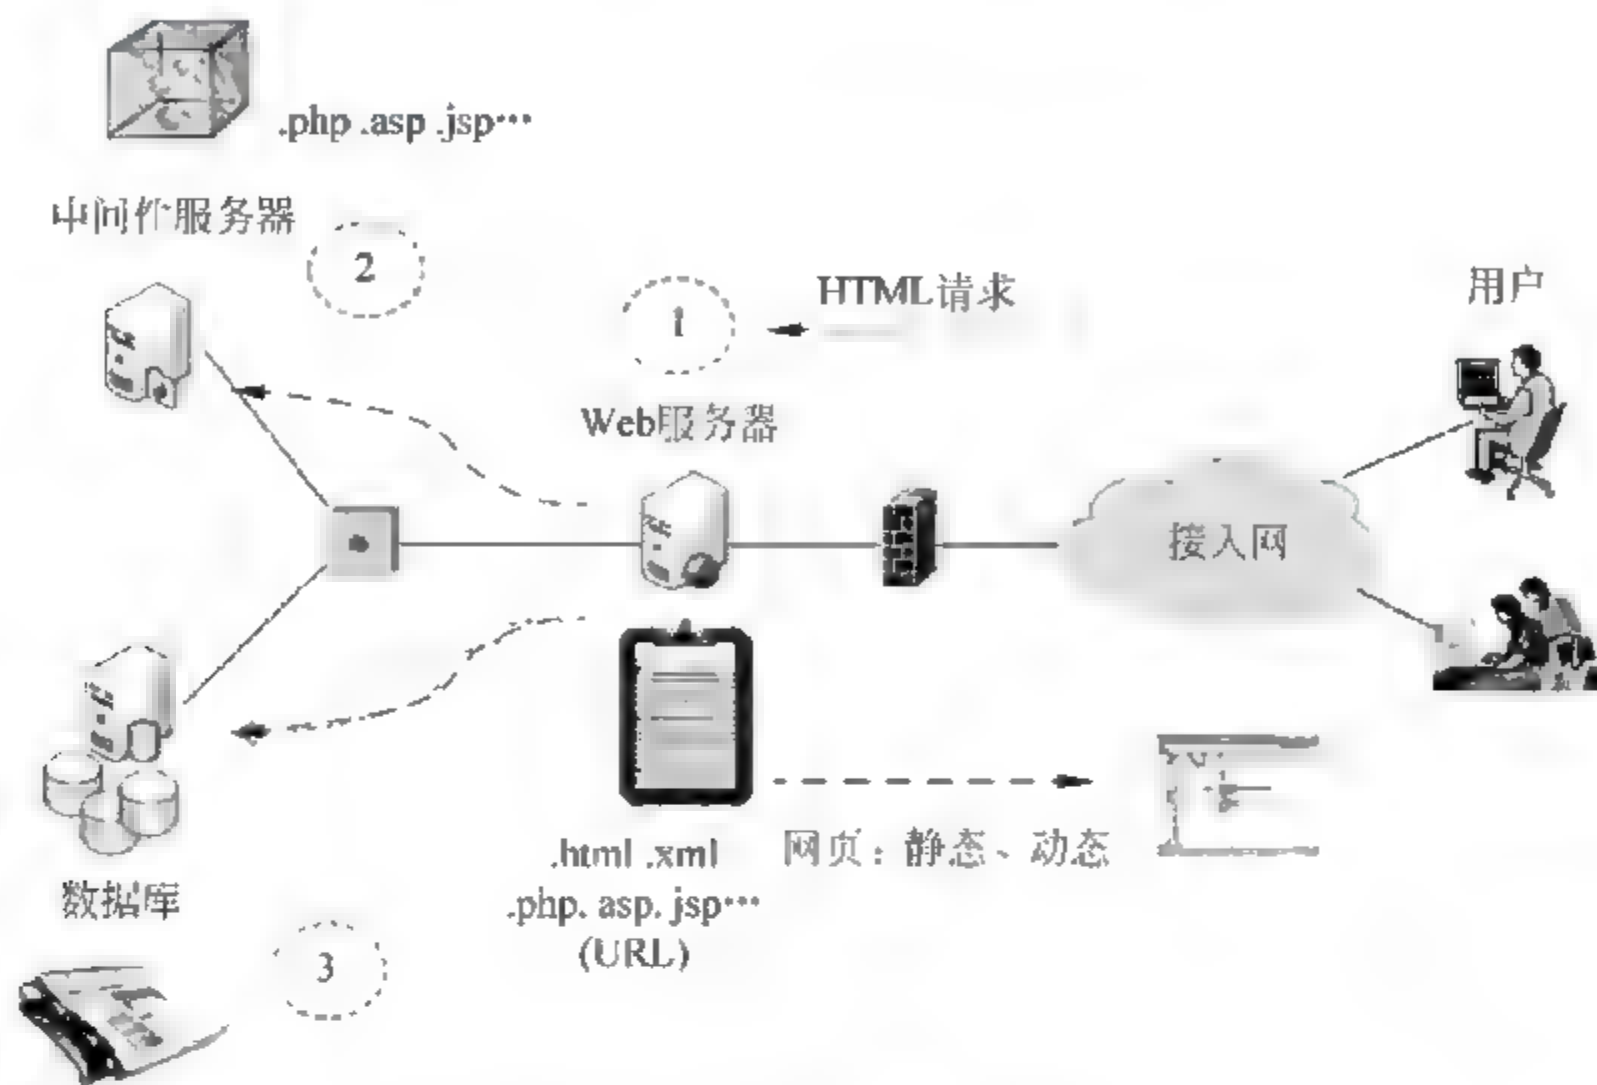 .php .asp .jsp…
中间件服务器
2
1
HTML请求
用户
Web服务器
接入网
数据库
3
.html .xml
.php. asp. jsp…
(URL)
网页：静态、动态